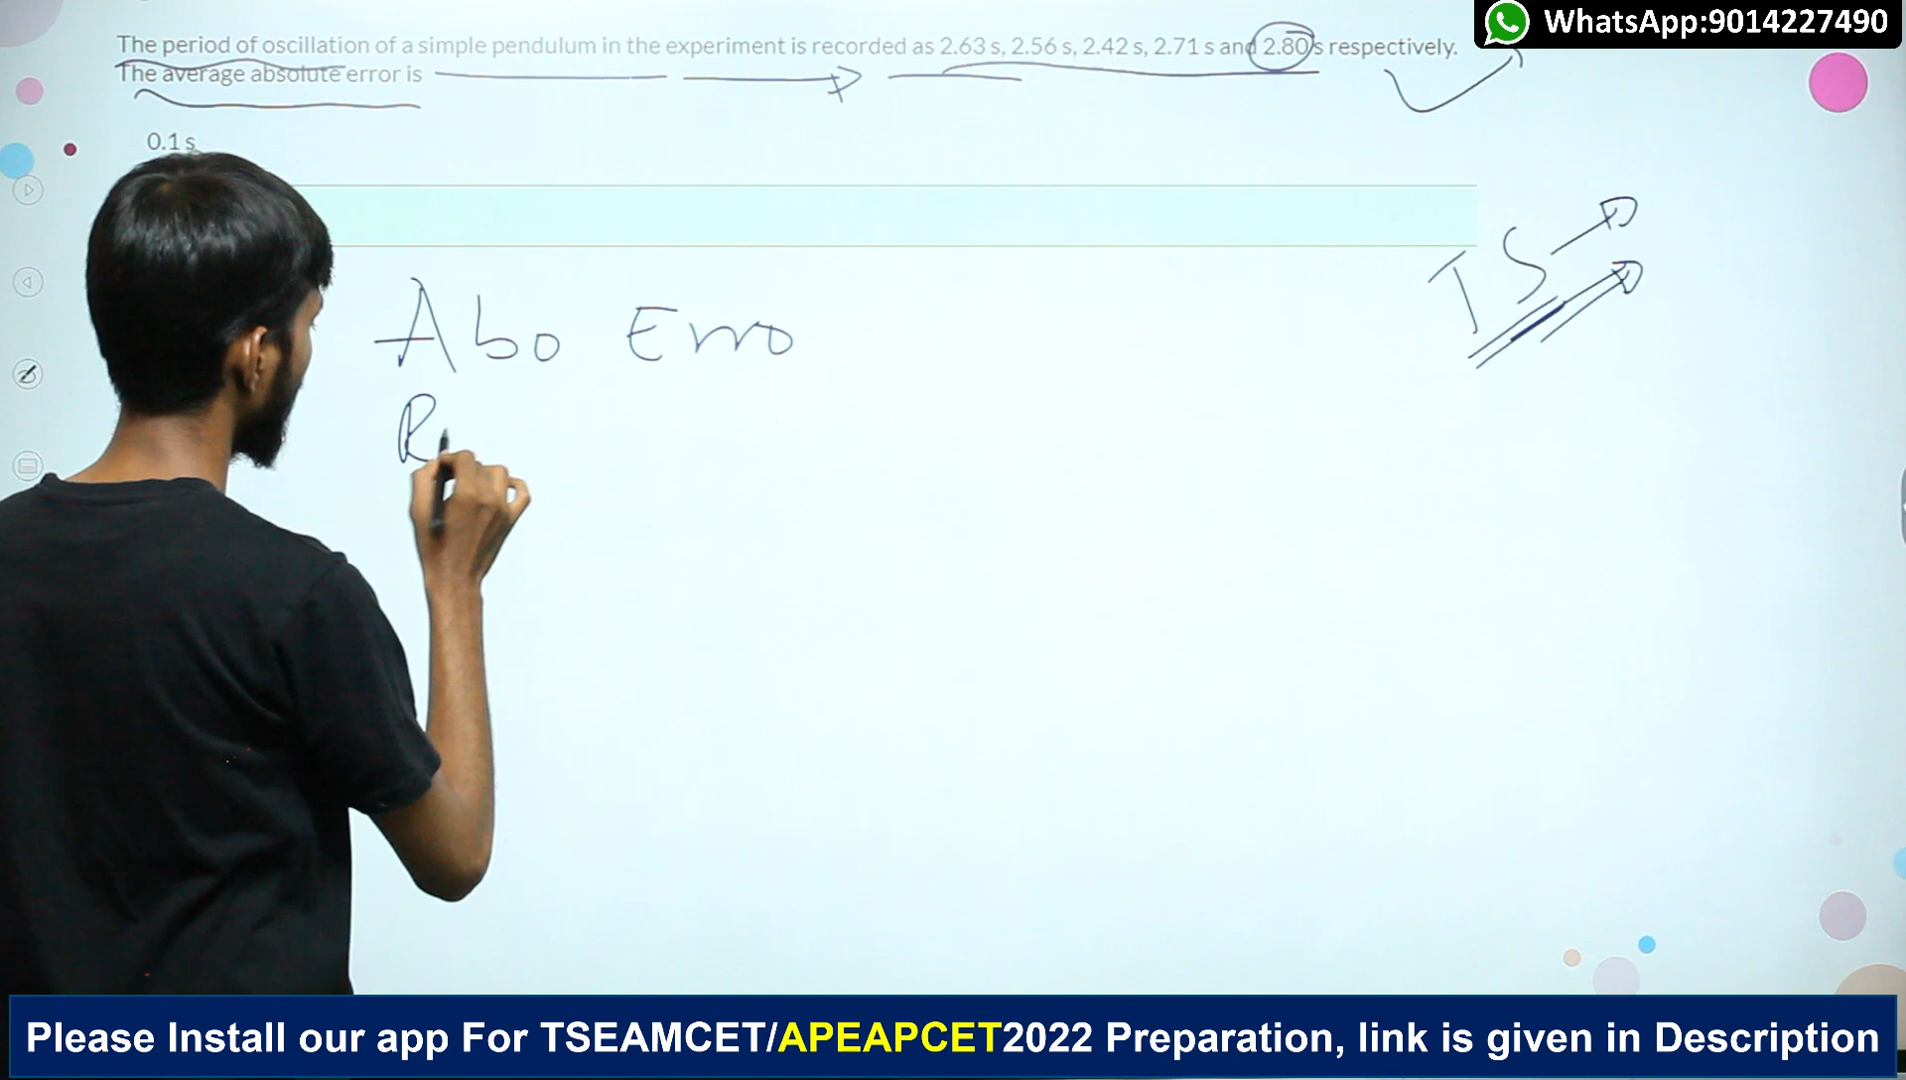 WhatsApp:9014227490
The period of oscillation of a simple pendulum in the experiment is recorded as 2.63 s, 2.56 s, 2.42 s, 2.71 s and 2.80 s respectively.
The average absolute error is
0.1 s
TS
Abo Erro
R
Please Install our app For TSEAMCET/APEAPCET2022 Preparation, link is given in Description